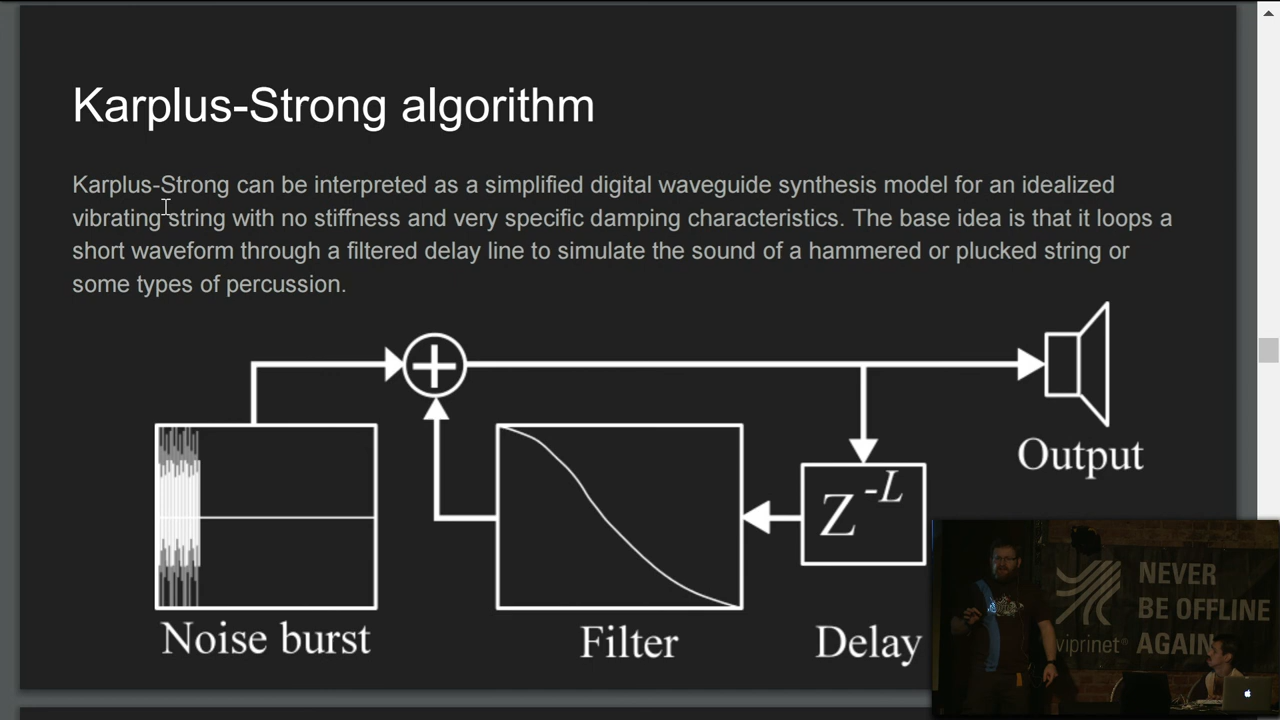 Karplus-Strong algorithm
Karplus-Strong can be interpreted as a simplified digital waveguide synthesis model for an idealized
vibrating string with no stiffness and very specific damping characteristics. The base idea is that it loops a
short waveform through a filtered delay line to simulate the sound of a hammered or plucked string or
some types of percussion.
Z-L
Output
Noise burst
Filter
Delay
NEVER
BE OFFLINE
AGAIN
viprinet®